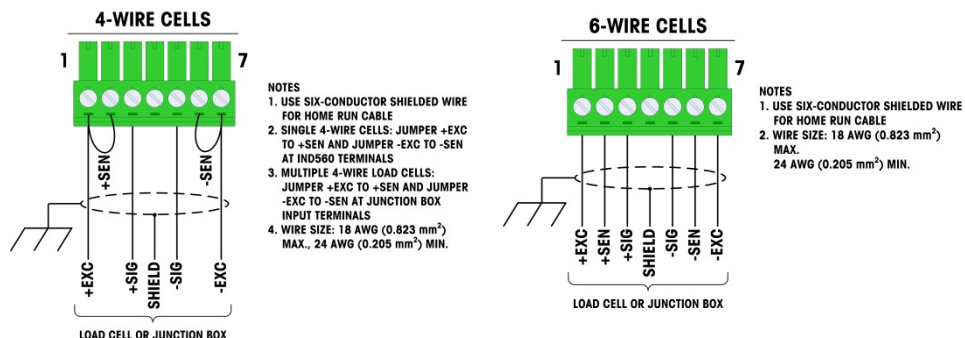 4-WIRE CELLS
1 7
+SEN
-SEN
NOTES
1. USE SIX-CONDUCTOR SHIELDED WIRE
FOR HOME RUN CABLE
2. SINGLE 4-WIRE CELLS: JUMPER +EXC
TO +SEN AND JUMPER -EXC TO -SEN
AT IND560 TERMINALS
3. MULTIPLE 4-WIRE LOAD CELLS:
JUMPER +EXC TO +SEN AND JUMPER
-EXC TO -SEN AT JUNCTION BOX
INPUT TERMINALS
4. WIRE SIZE: 18 AWG (0.823 mm²)
MAX., 24 AWG (0.205 mm²) MIN.
+EXC
+SIG
SHIELD
-SIG
-EXC
LOAD CELL OR JUNCTION BOX
6-WIRE CELLS
1 7
NOTES
1. USE SIX-CONDUCTOR SHIELDED WIRE
FOR HOME RUN CABLE
2. WIRE SIZE: 18 AWG (0.823 mm²)
MAX.
24 AWG (0.205 mm²) MIN.
+EXC
+SEN
+SIG
SHIELD
-SIG
-SEN
-EXC
LOAD CELL OR JUNCTION BOX